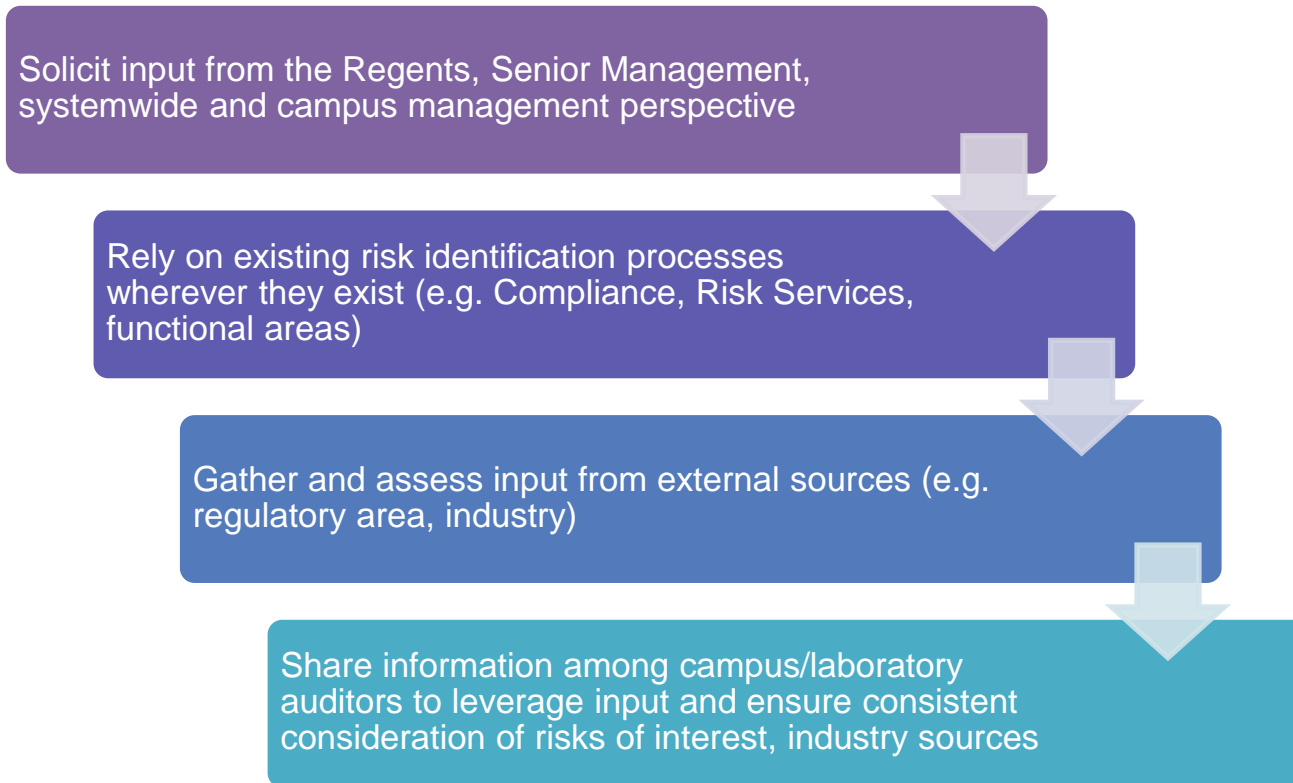 Solicit input from the Regents, Senior Management,
systemwide and campus management perspective
Rely on existing risk identification processes
wherever they exist (e.g. Compliance, Risk Services,
functional areas)
Gather and assess input from external sources (e.g.
regulatory area, industry)
Share information among campus/laboratory
auditors to leverage input and ensure consistent
consideration of risks of interest, industry sources